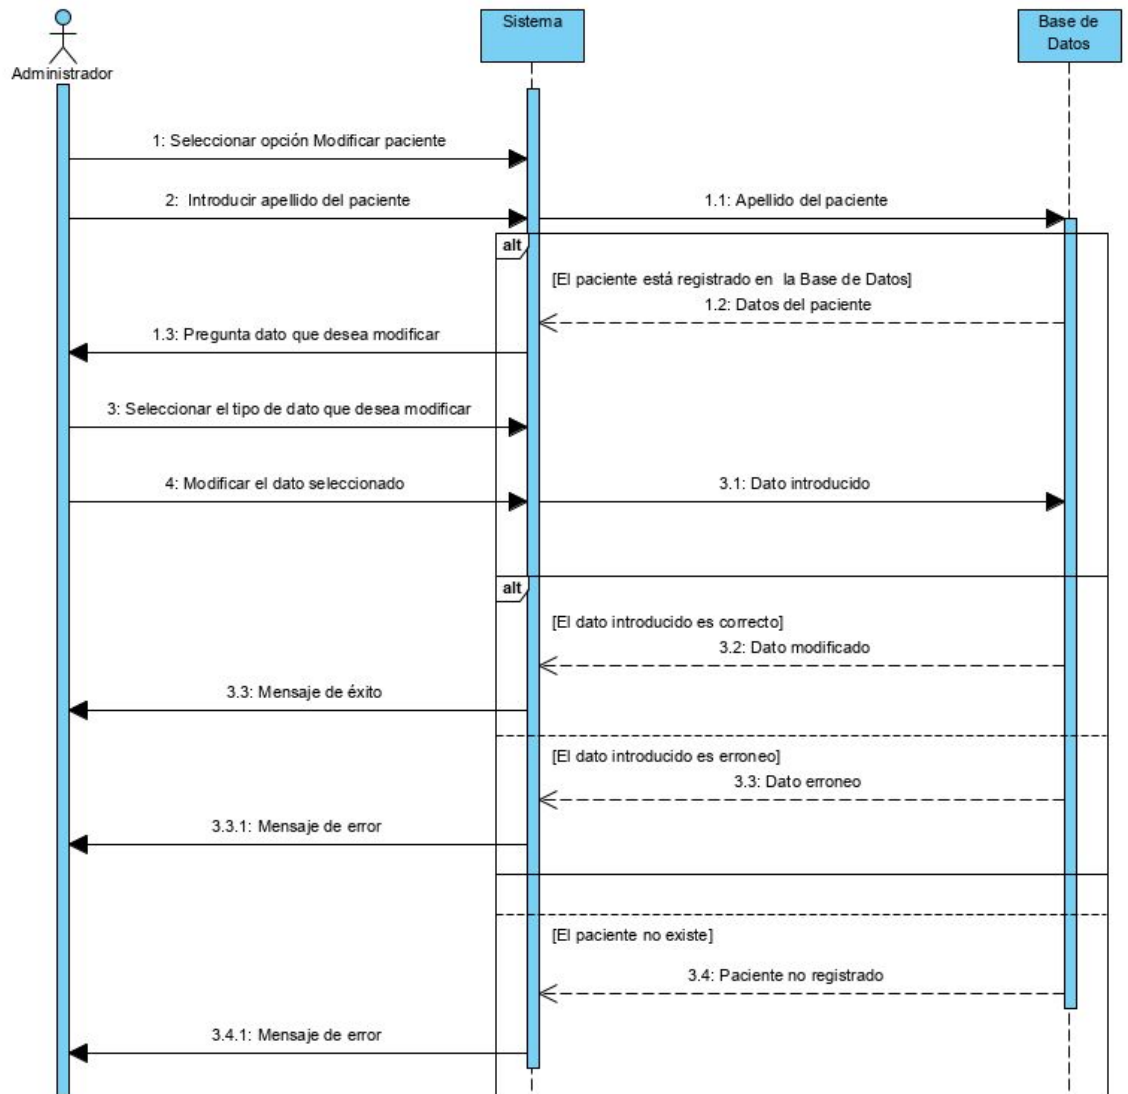 Sistema
Base de
Datos
Administrador
1: Seleccionar opción Modificar paciente
2: Introducir apellido del paciente
1.1: Apellido del paciente
alt
[El paciente está registrado en la Base de Datos]
1.2: Datos del paciente
1.3: Pregunta dato que desea modificar
3: Seleccionar el tipo de dato que desea modificar
4: Modificar el dato seleccionado
3.1: Dato introducido
alt
[El dato introducido es correcto]
3.2: Dato modificado
3.3: Mensaje de éxito
[El dato introducido es erroneo]
3.3: Dato erroneo
3.3.1: Mensaje de error
[El paciente no existe]
3.4: Paciente no registrado
3.4.1: Mensaje de error